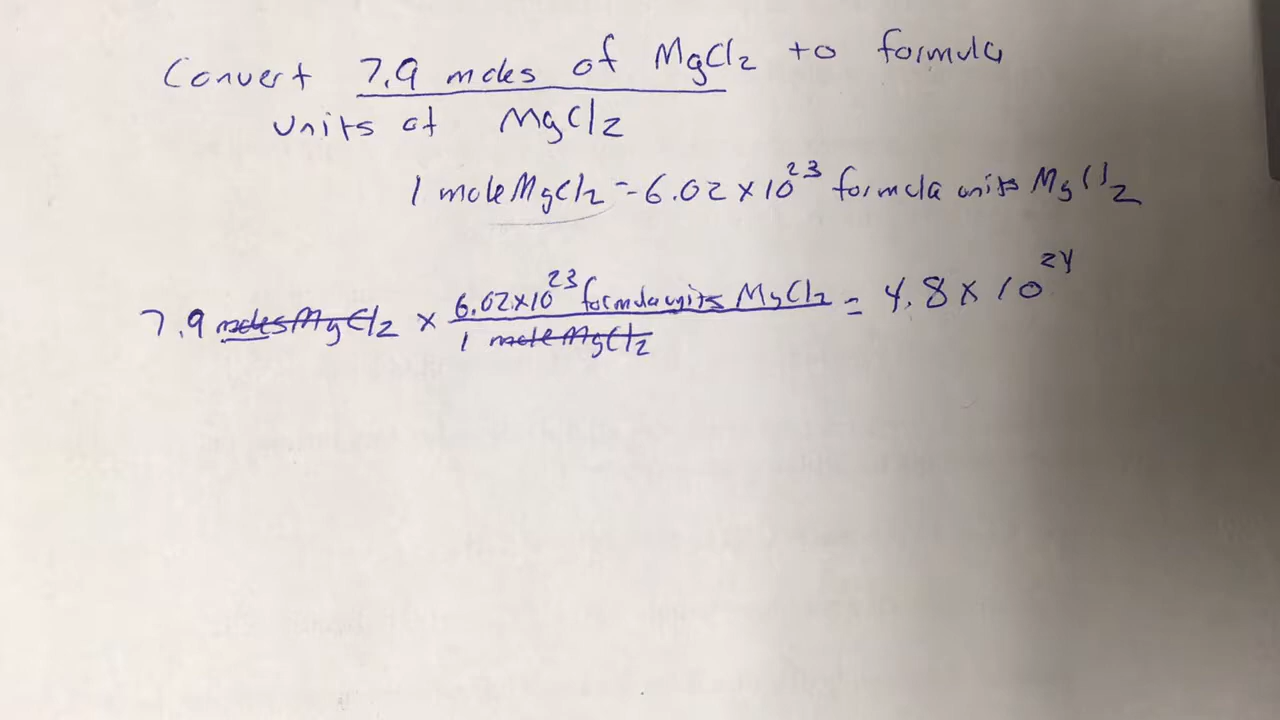 Convert 7.9 moles of MgCl2 to formula
units of MgCl2
1 mole MgCl2 = 6.02 x 10^23 formula units MgCl2
7.9 moles MgCl2 x 6.02x10^23 formula units MgCl2 = 4.8 x 10^24
1 mole MgCl2